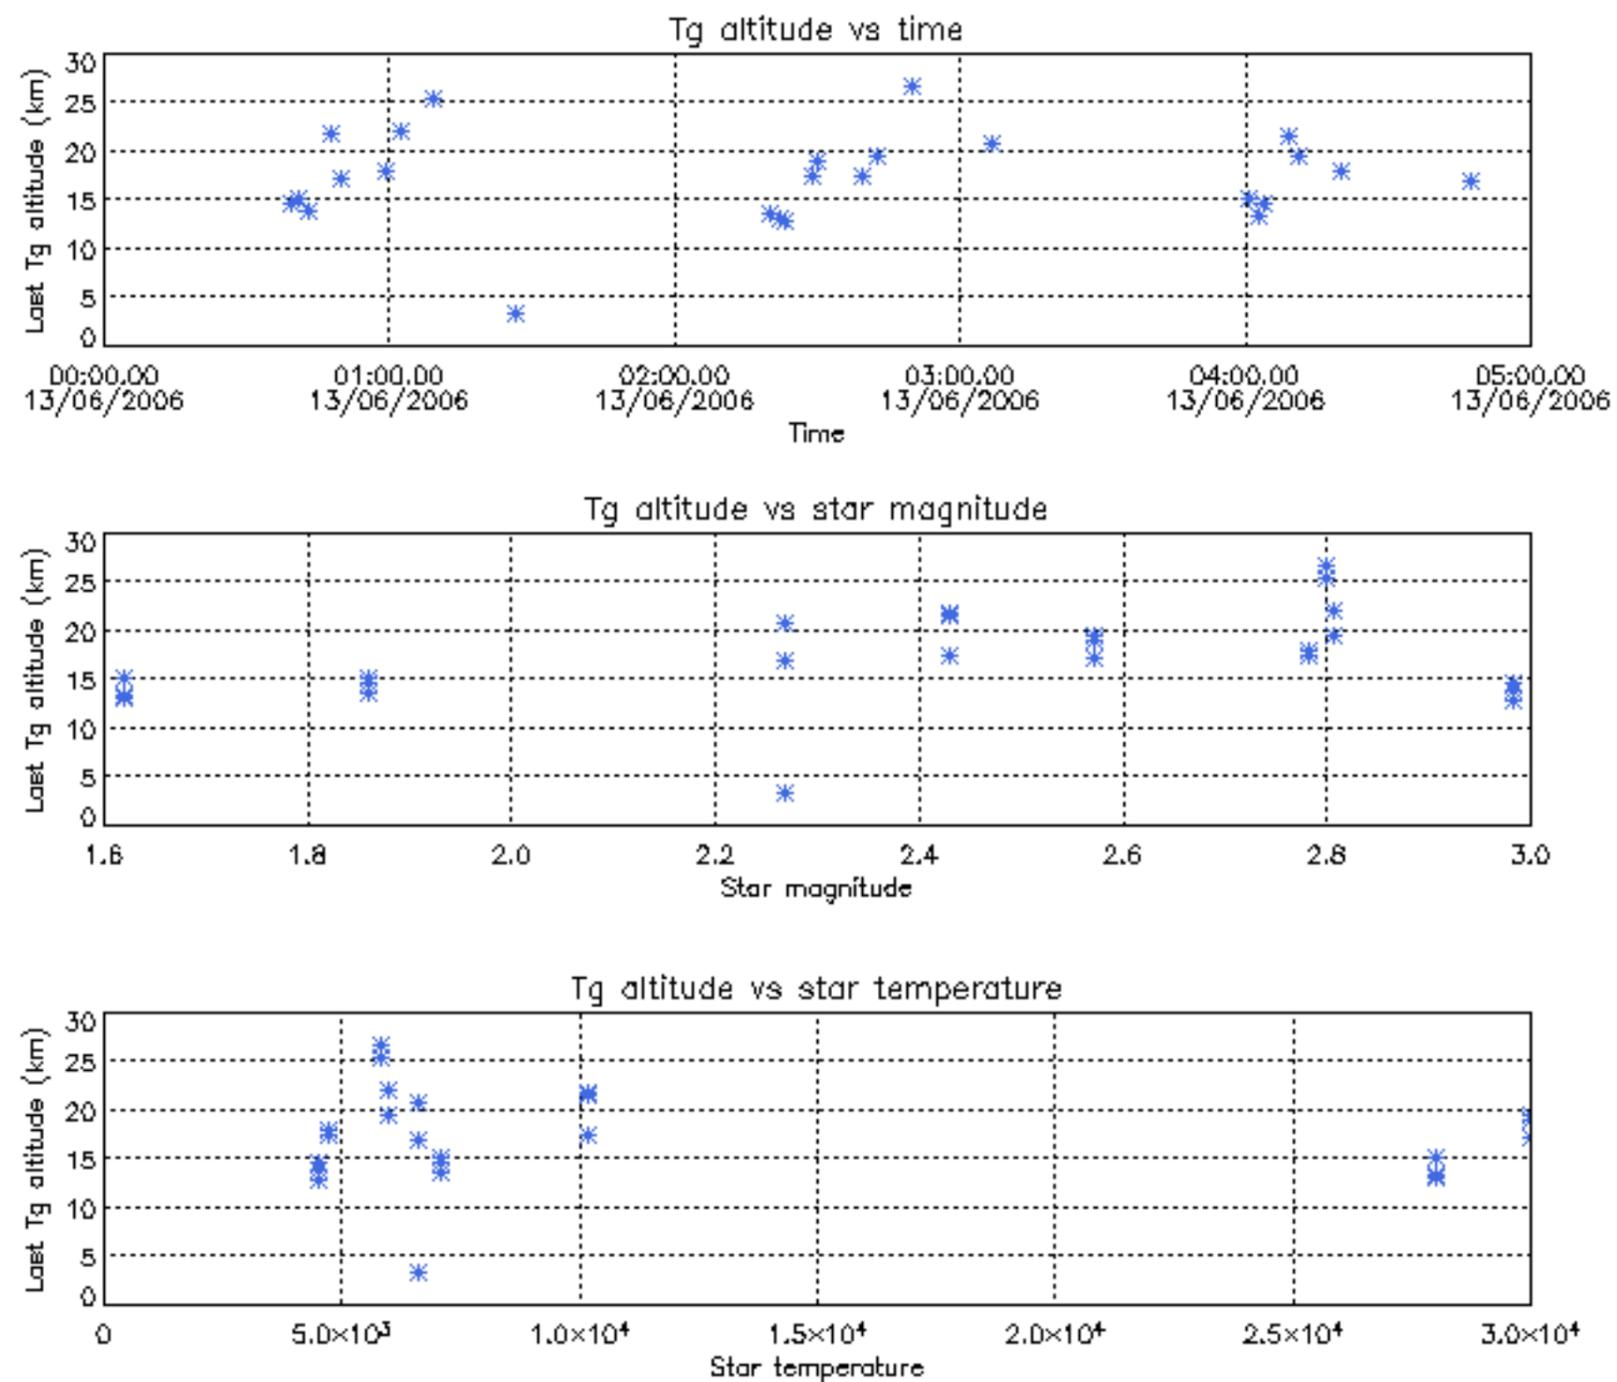 Tg altitude vs time
Last Tg altitude (km)
30
25
20
15
10
5
0
00:00.00 01:00.00 02:00.00 03:00.00 04:00.00 05:00.00
13/06/2006 13/06/2006 13/06/2006 13/06/2006 13/06/2006 13/06/2006
Time
Tg altitude vs star magnitude
Last Tg altitude (km)
30
25
20
15
10
5
0
1.6 1.8 2.0 2.2 2.4 2.6 2.8 3.0
Star magnitude
Tg altitude vs star temperature
Last Tg altitude (km)
30
25
20
15
10
5
0
0 5.0×10³ 1.0×10⁴ 1.5×10⁴ 2.0×10⁴ 2.5×10⁴ 3.0×10⁴
Star temperature